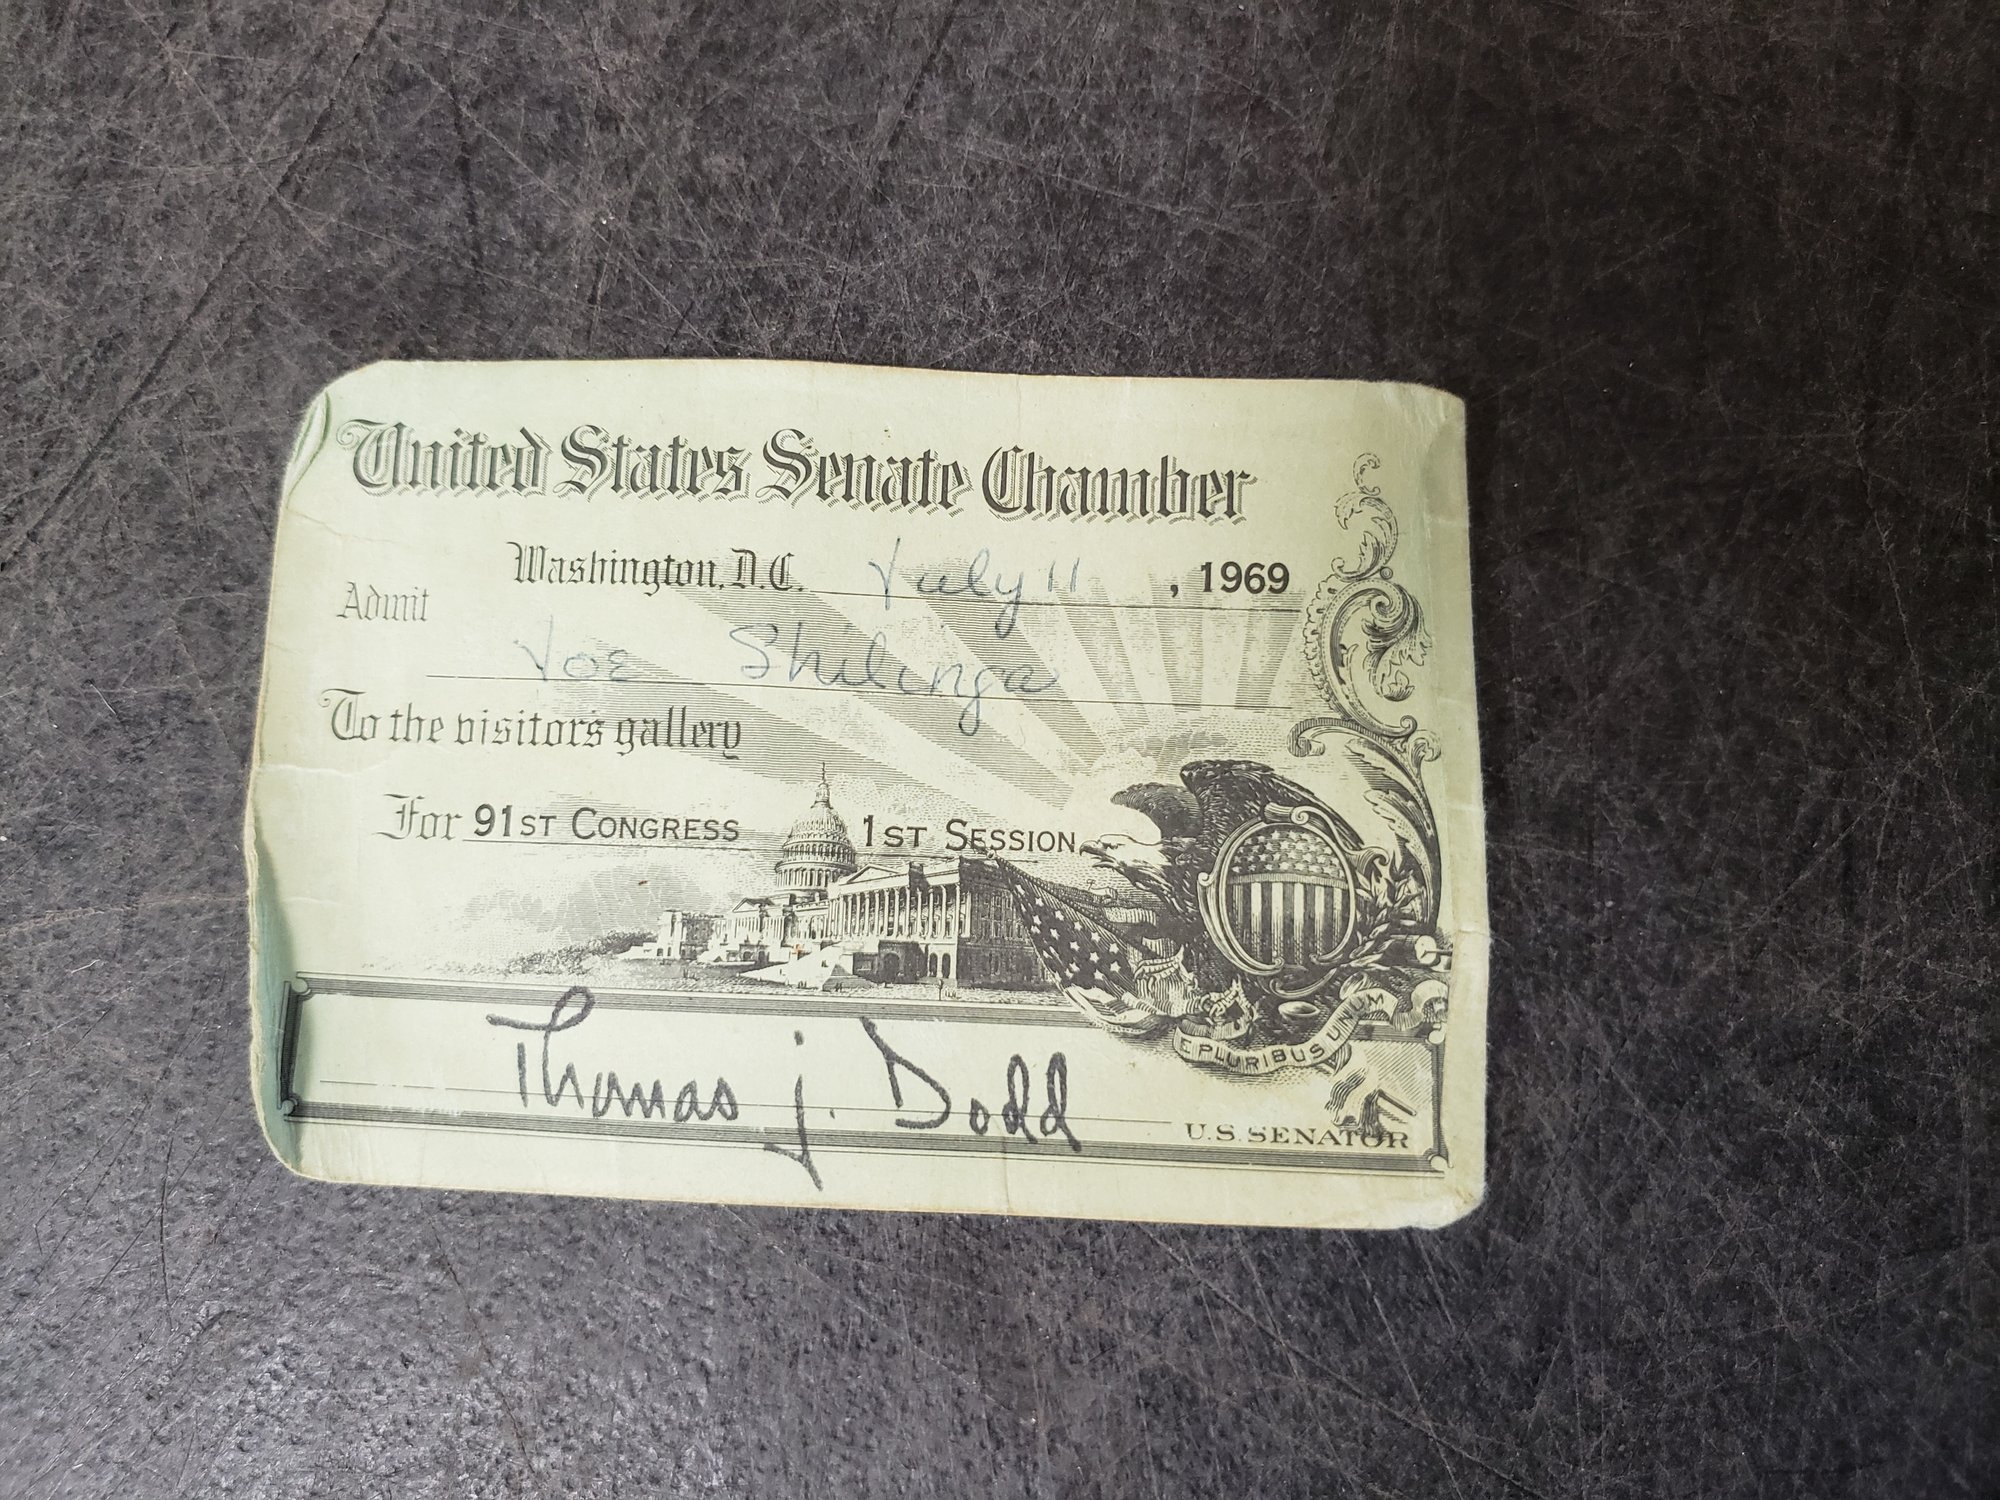 United States Senate Chamber
Washington, D.C. July 11, 1969
Admit
Joe Shilinga
To the visitor's gallery
For 91ST CONGRESS 1ST SESSION
E PLURIBUS UNUM
Thomas J. Dodd
U.S. SENATOR